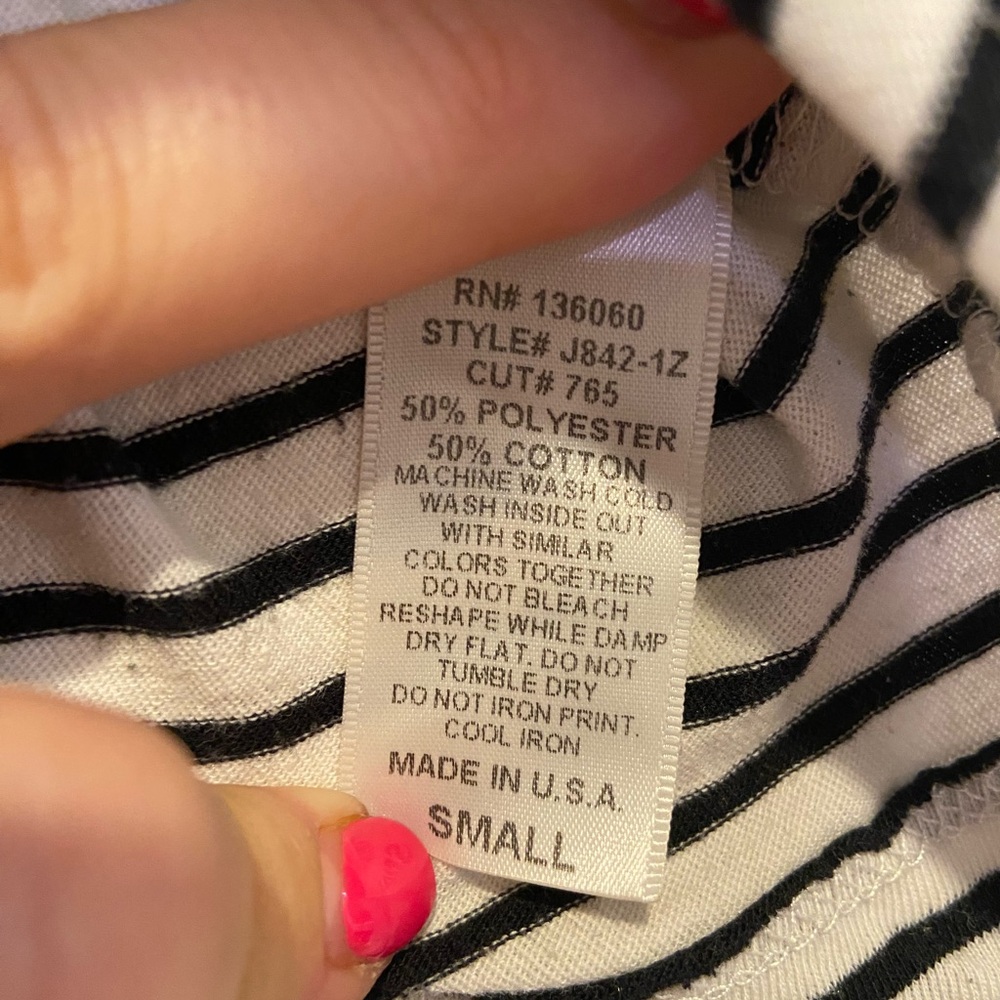 RN# 136060
STYLE# J842-1Z
CUT# 765
50% POLYESTER
50% COTTON
MACHINE WASH COLD
WASH INSIDE OUT
WITH SIMILAR
COLORS TOGETHER
DO NOT BLEACH
RESHAPE WHILE DAMP
DRY FLAT. DO NOT
TUMBLE DRY
DO NOT IRON PRINT.
COOL IRON
MADE IN U.S.A.
SMALL